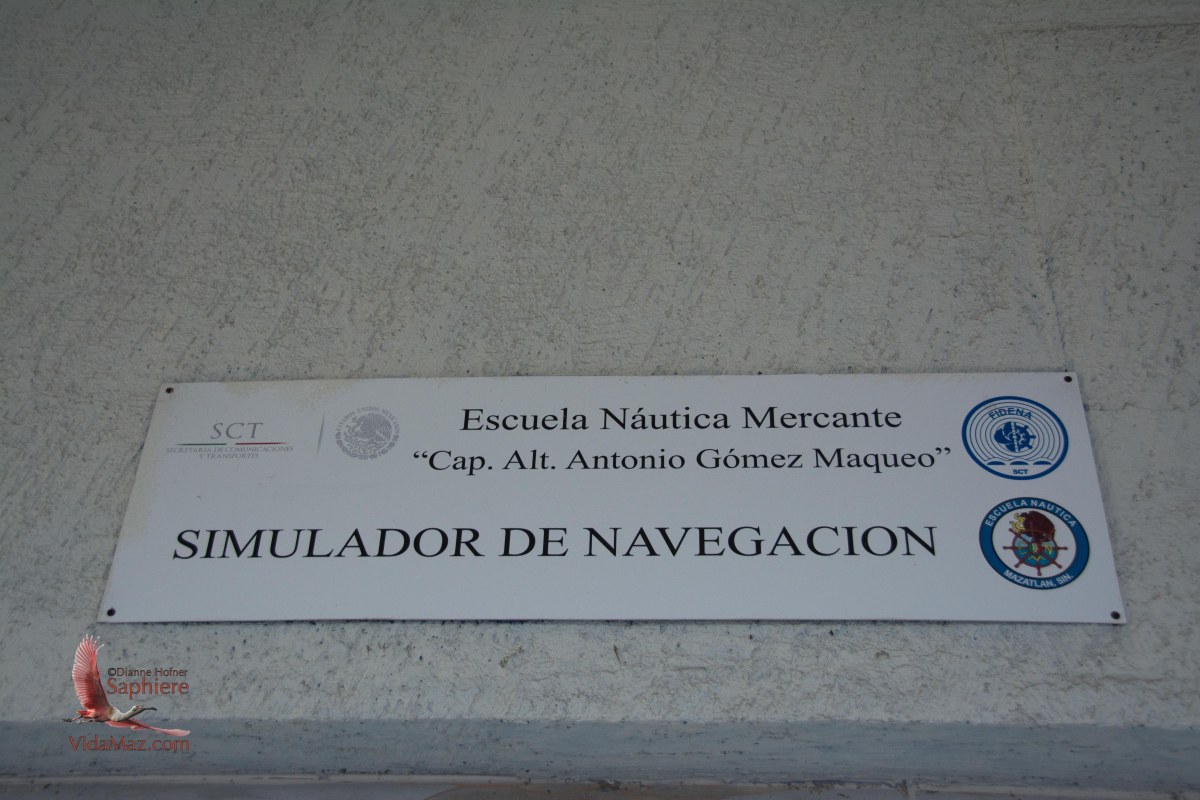 SCT
SECRETARÍA DE COMUNICACIONES
Y TRANSPORTES
Escuela Náutica Mercante
“Cap. Alt. Antonio Gómez Maqueo”
SIMULADOR DE NAVEGACION
FIDENA
SCT
ESCUELA NÁUTICA
MAZATLAN, SIN.
©Dianne Hofner
Saphiere
VidaMaz.com